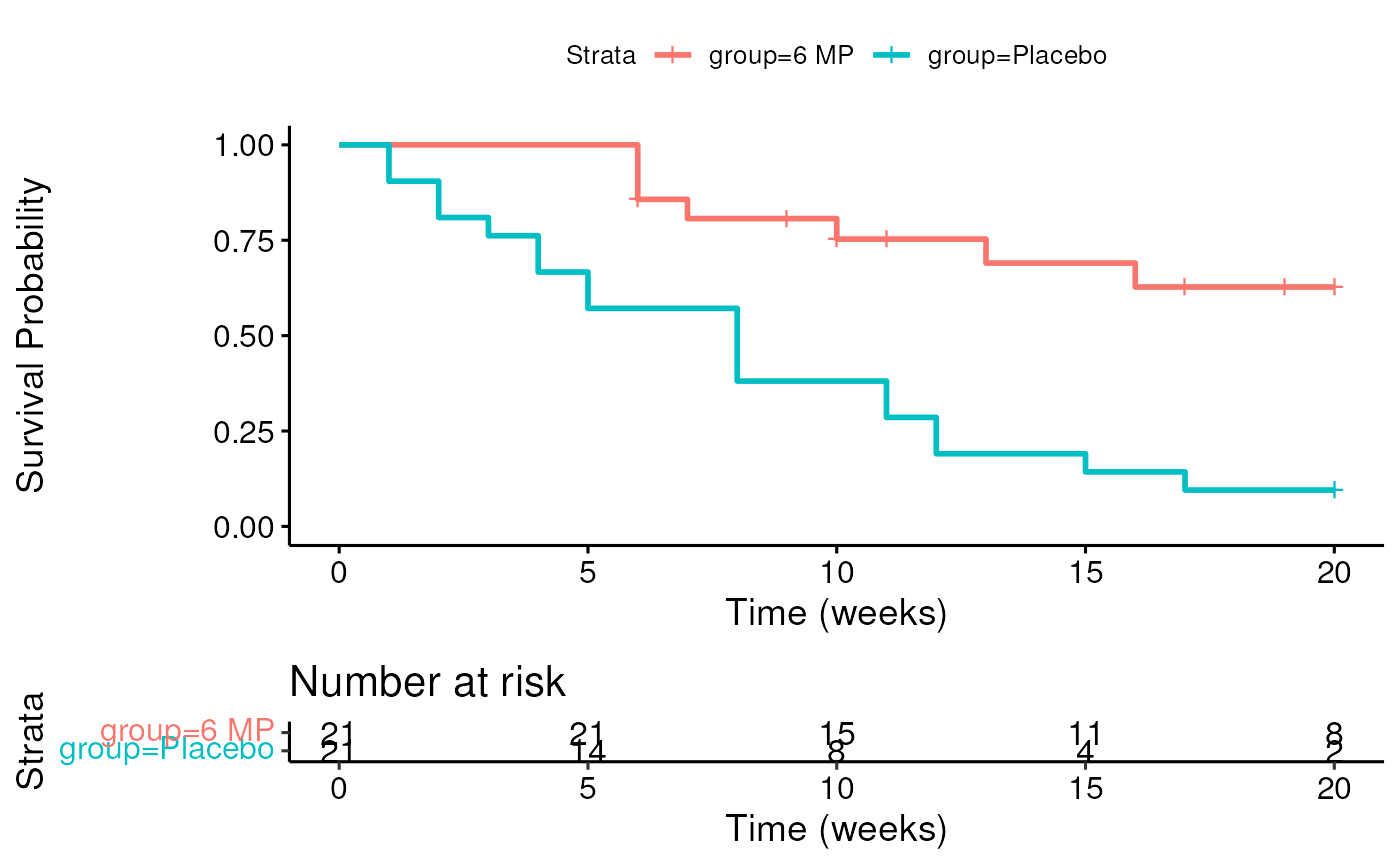 Strata group=6 MP group=Placebo
Survival Probability
1.00
0.75
0.50
0.25
0.00
0 5 10 15 20
Time (weeks)
Number at risk
Strata
group=6 MP 21 21 15 11 8
group=Placebo 21 14 8 4 2
0 5 10 15 20
Time (weeks)